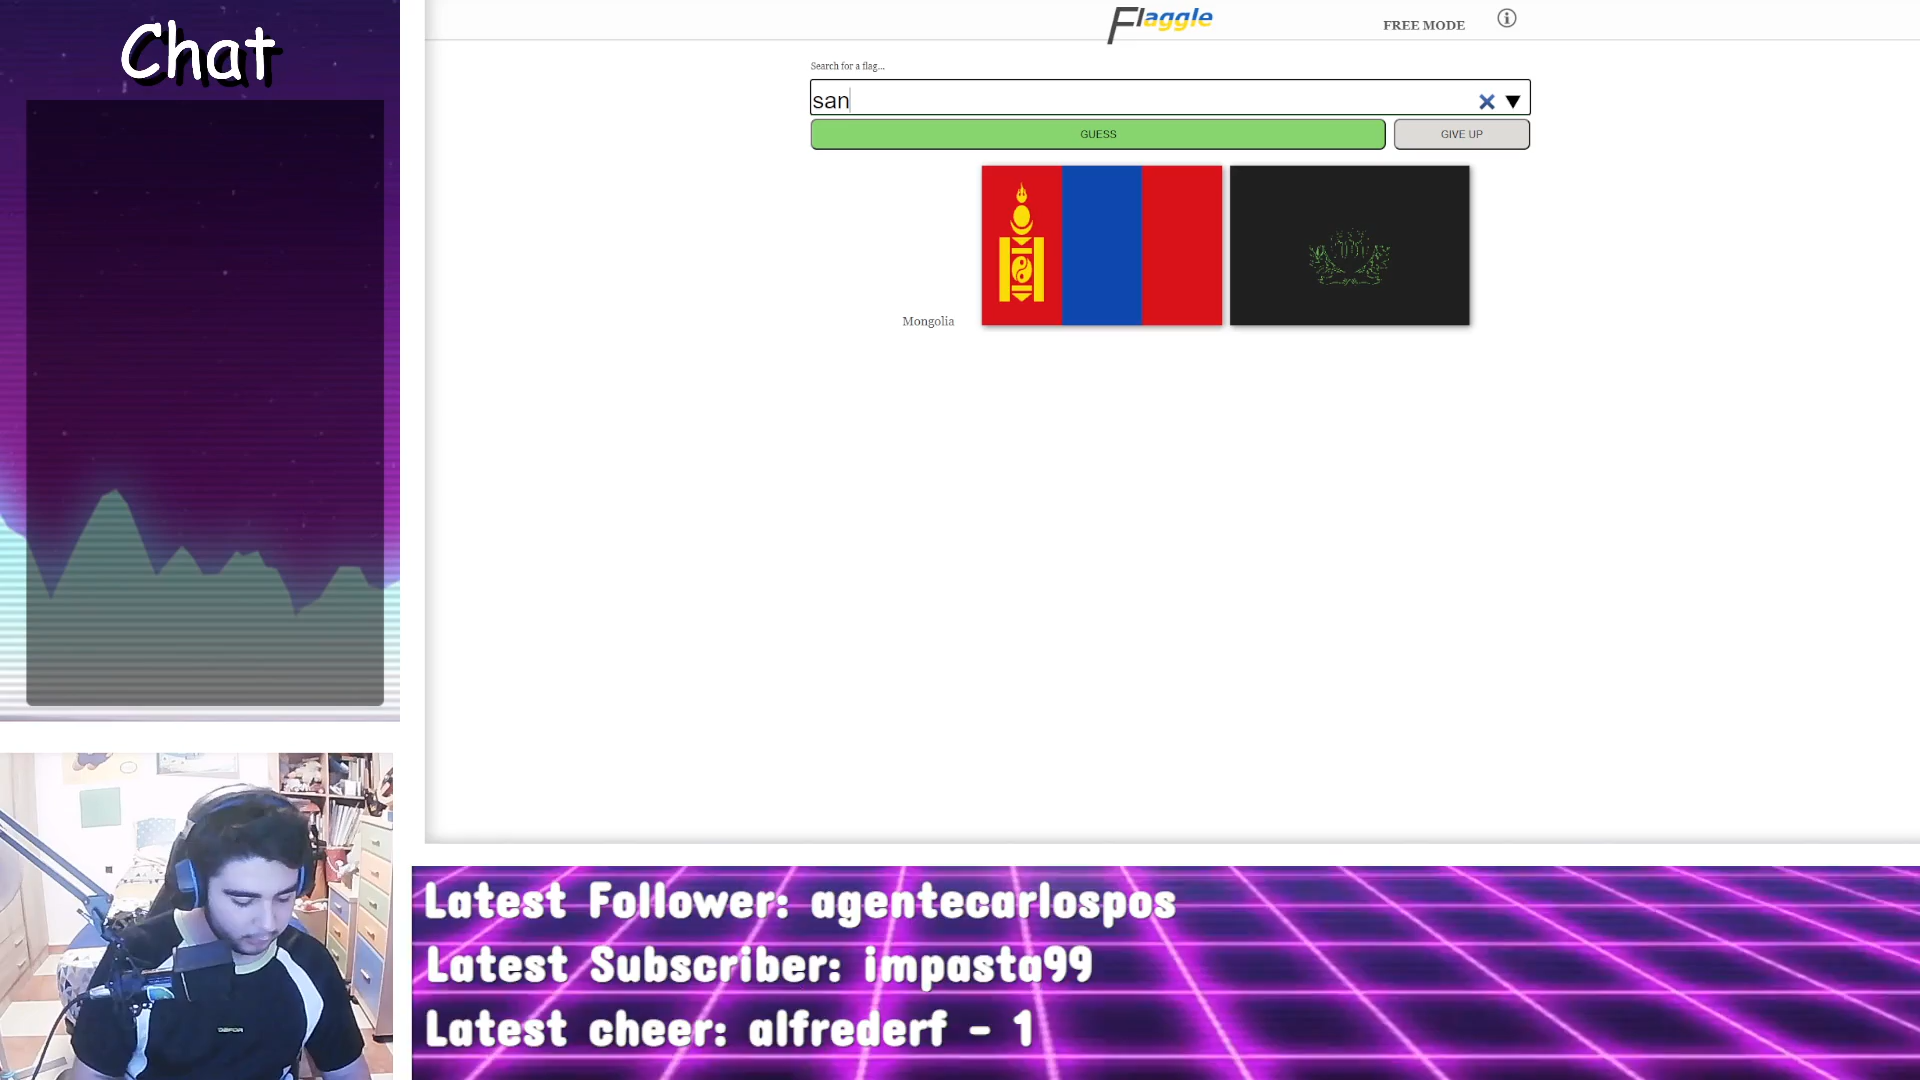 Chat
Flaggle
FREE MODE
Search for a flag...
san
GUESS
GIVE UP
Mongolia
Latest Follower: agentecarlospos
Latest Subscriber: impasta99
Latest cheer: alfrederf - 1